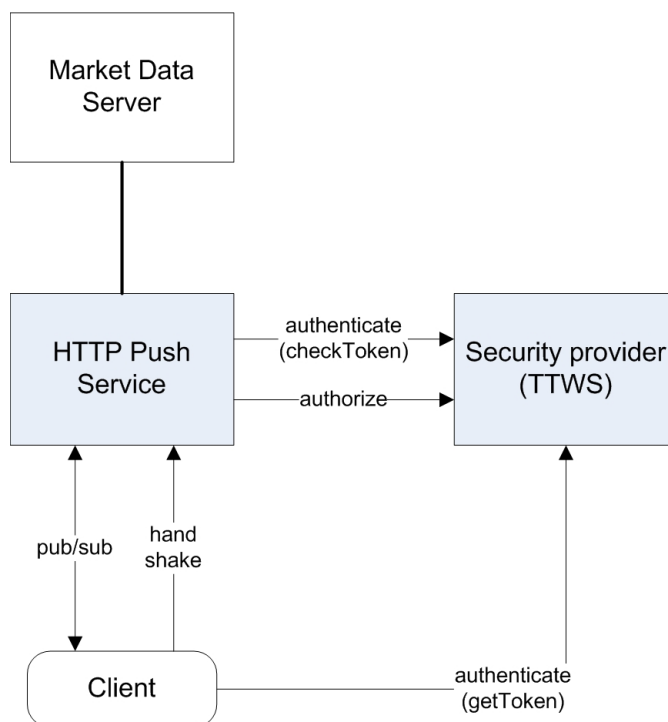 Market Data
Server
HTTP Push
Service
authenticate
(checkToken)
authorize
Security provider
(TTWS)
pub/sub
hand
shake
Client
authenticate
(getToken)